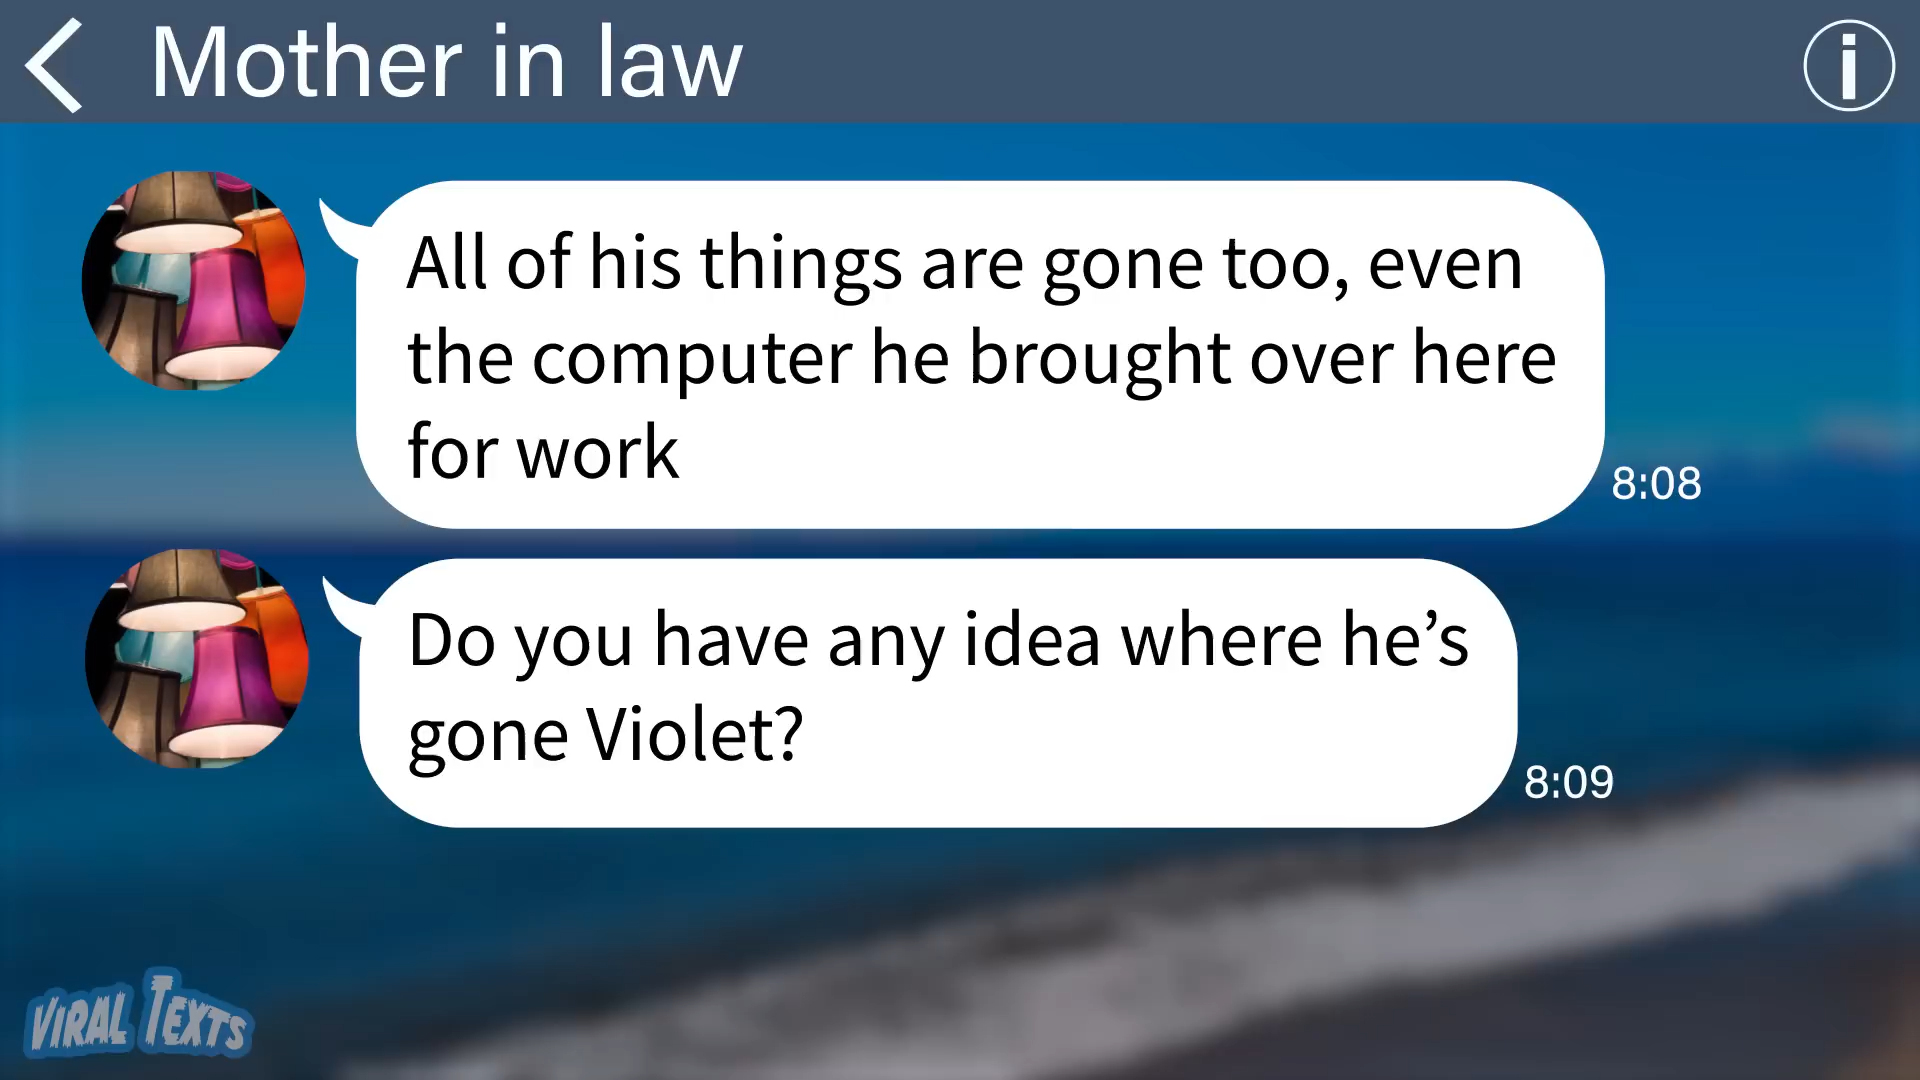 Mother in law
All of his things are gone too, even
the computer he brought over here
for work
8:08
Do you have any idea where he’s
gone Violet?
8:09
VIRAL TEXTS